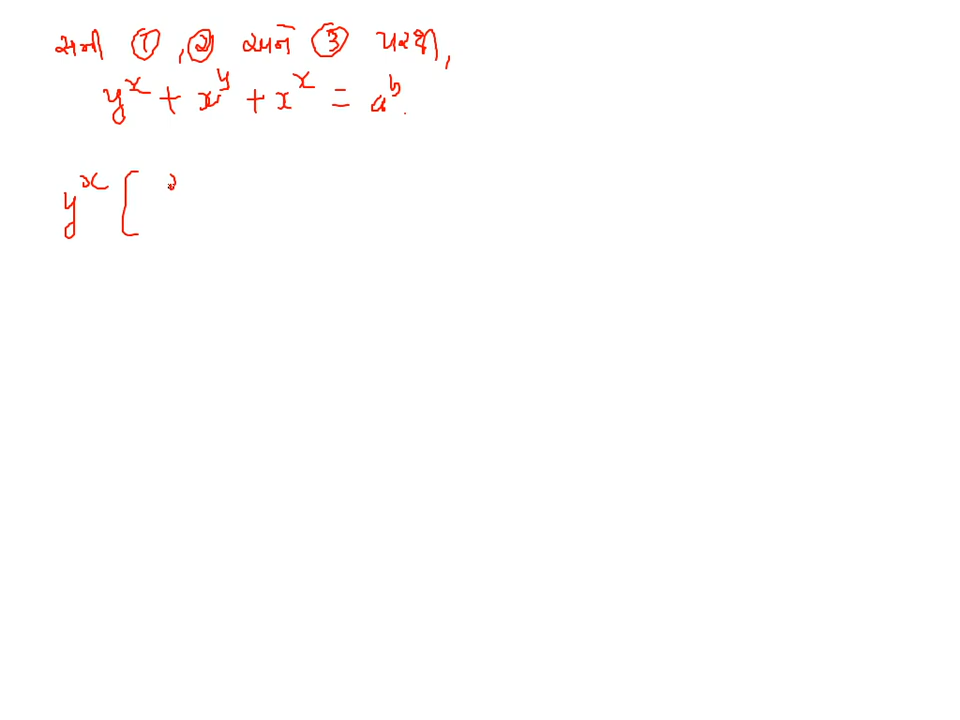 સમી ①, ② અને ③ પરથી,
y^x + x^y + x^x = a^b.
y^x [